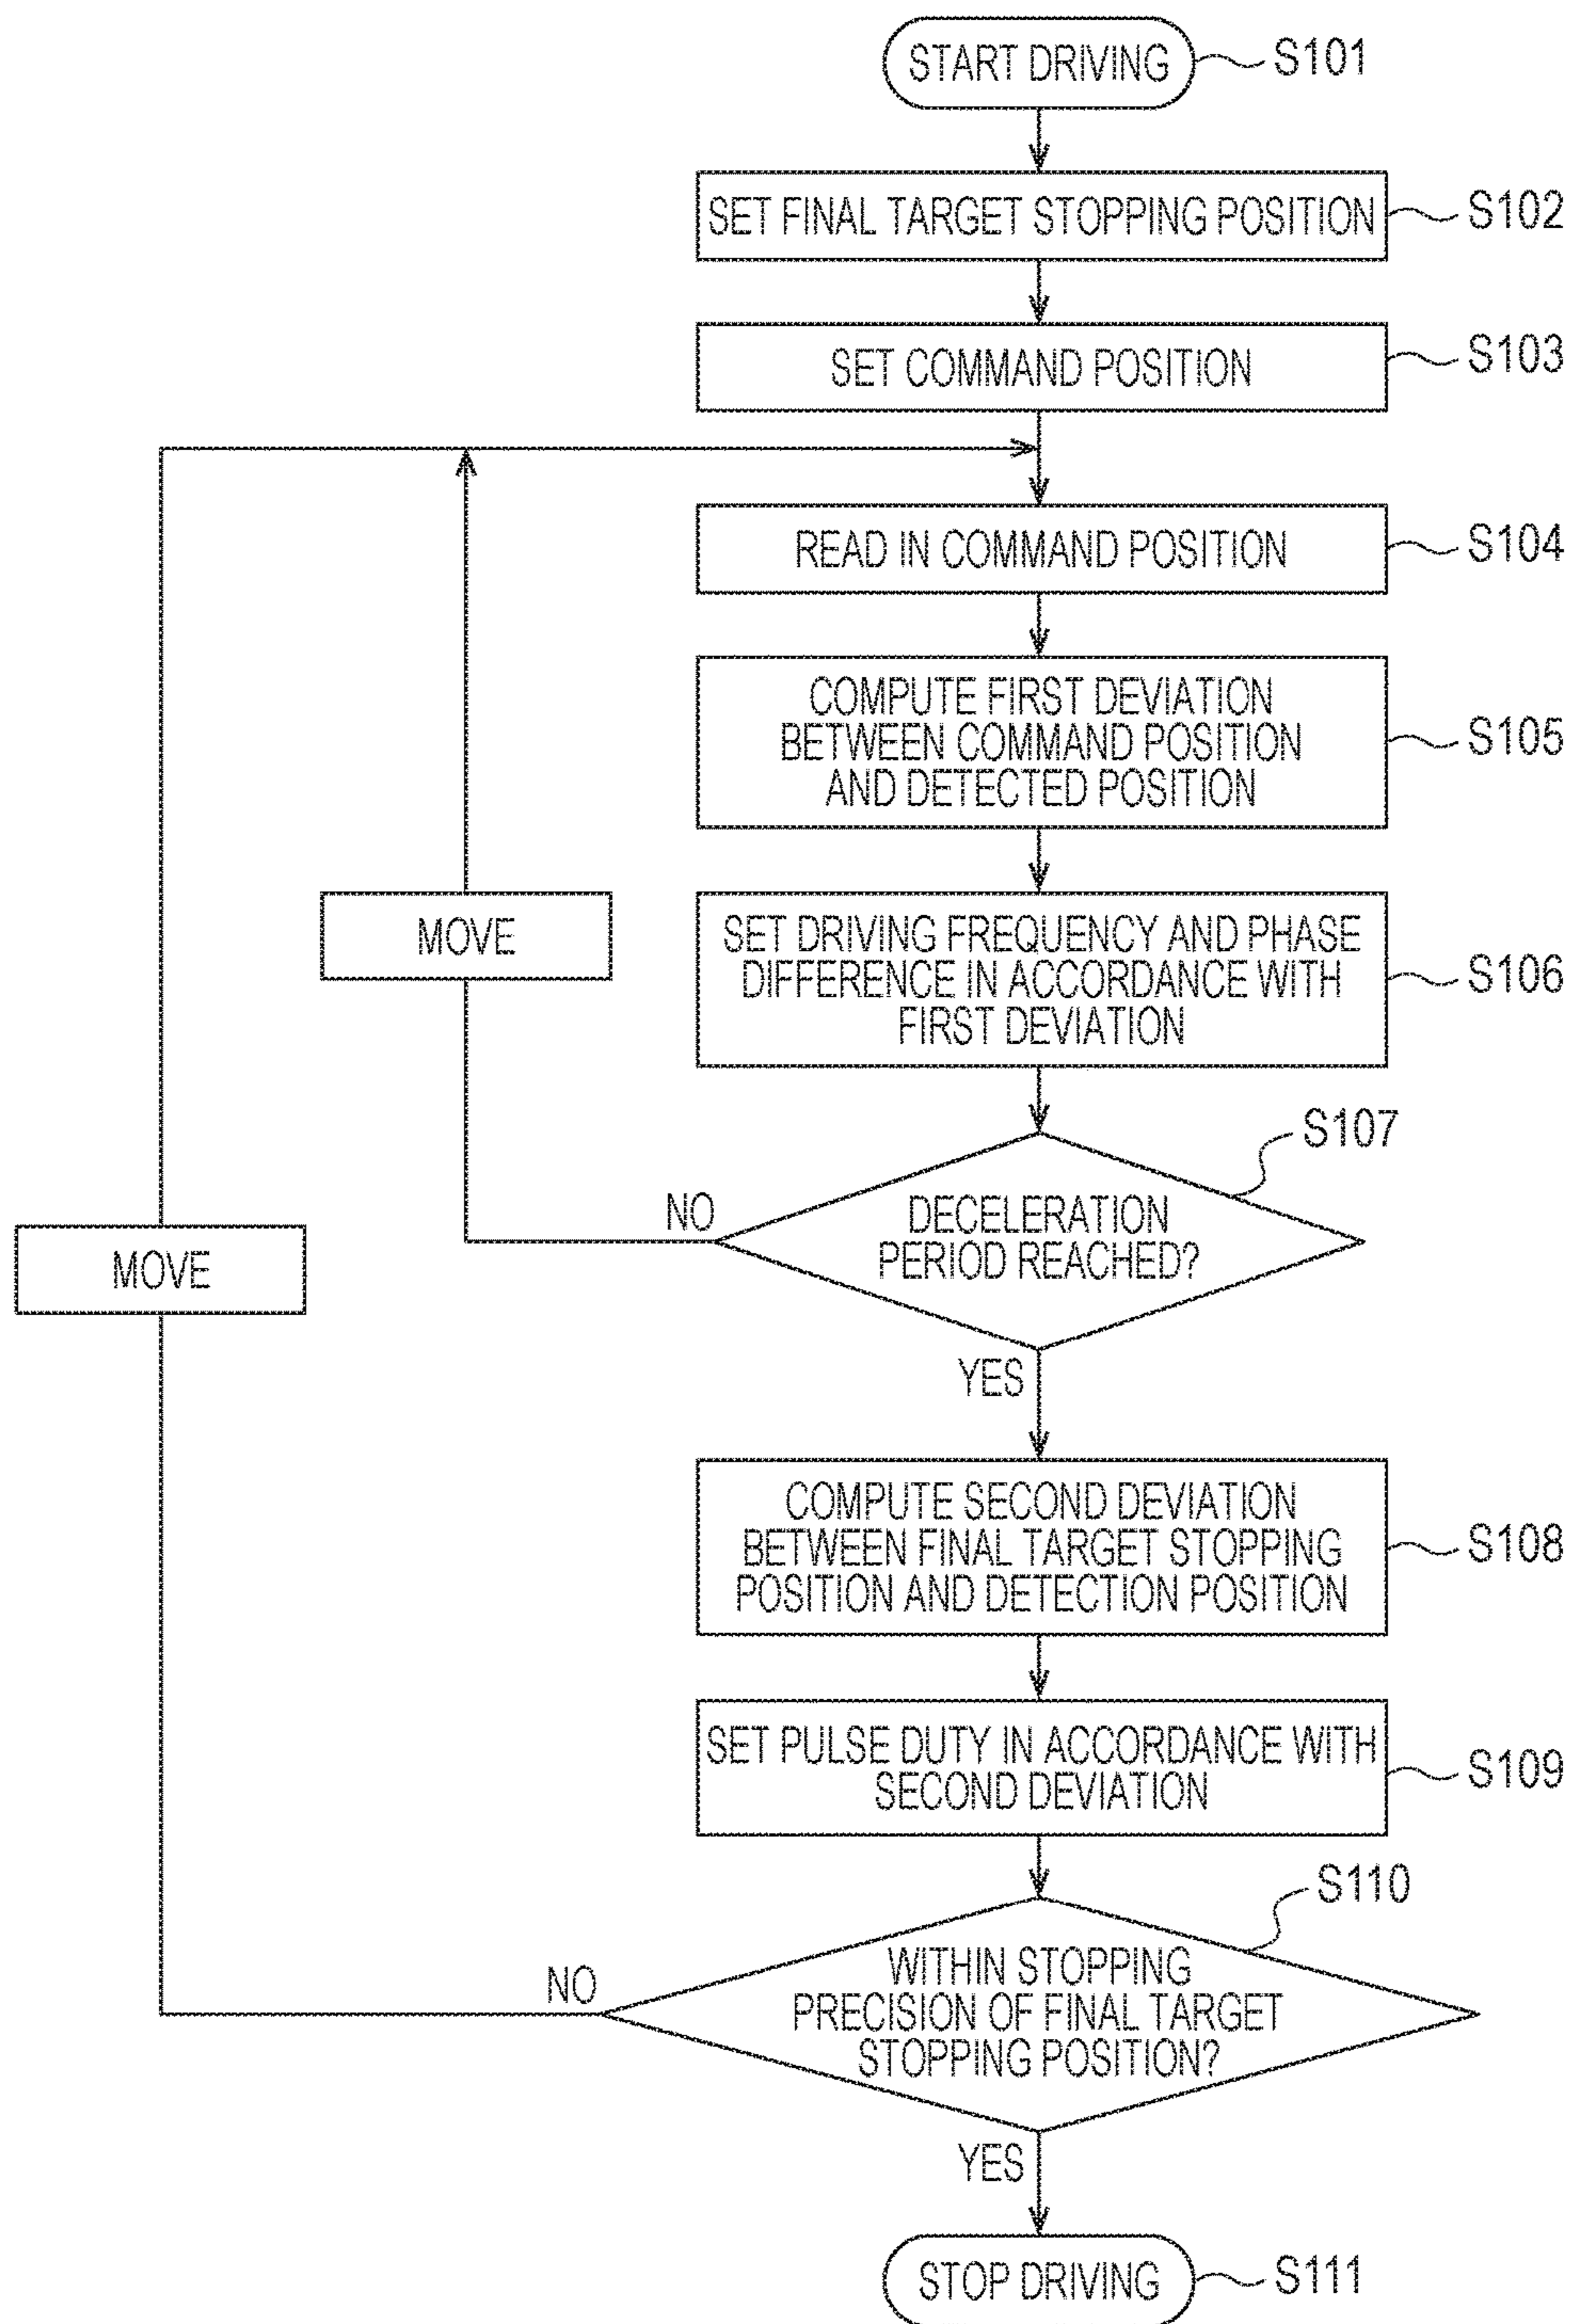 START DRIVING
S101
SET FINAL TARGET STOPPING POSITION
S102
SET COMMAND POSITION
S103
READ IN COMMAND POSITION
S104
COMPUTE FIRST DEVIATION
BETWEEN COMMAND POSITION
AND DETECTED POSITION
S105
MOVE
SET DRIVING FREQUENCY AND PHASE
DIFFERENCE IN ACCORDANCE WITH
FIRST DEVIATION
S106
S107
NO
DECELERATION
PERIOD REACHED?
MOVE
YES
COMPUTE SECOND DEVIATION
BETWEEN FINAL TARGET STOPPING
POSITION AND DETECTION POSITION
S108
SET PULSE DUTY IN ACCORDANCE WITH
SECOND DEVIATION
S109
S110
NO
WITHIN STOPPING
PRECISION OF FINAL TARGET
STOPPING POSITION?
YES
STOP DRIVING
S111